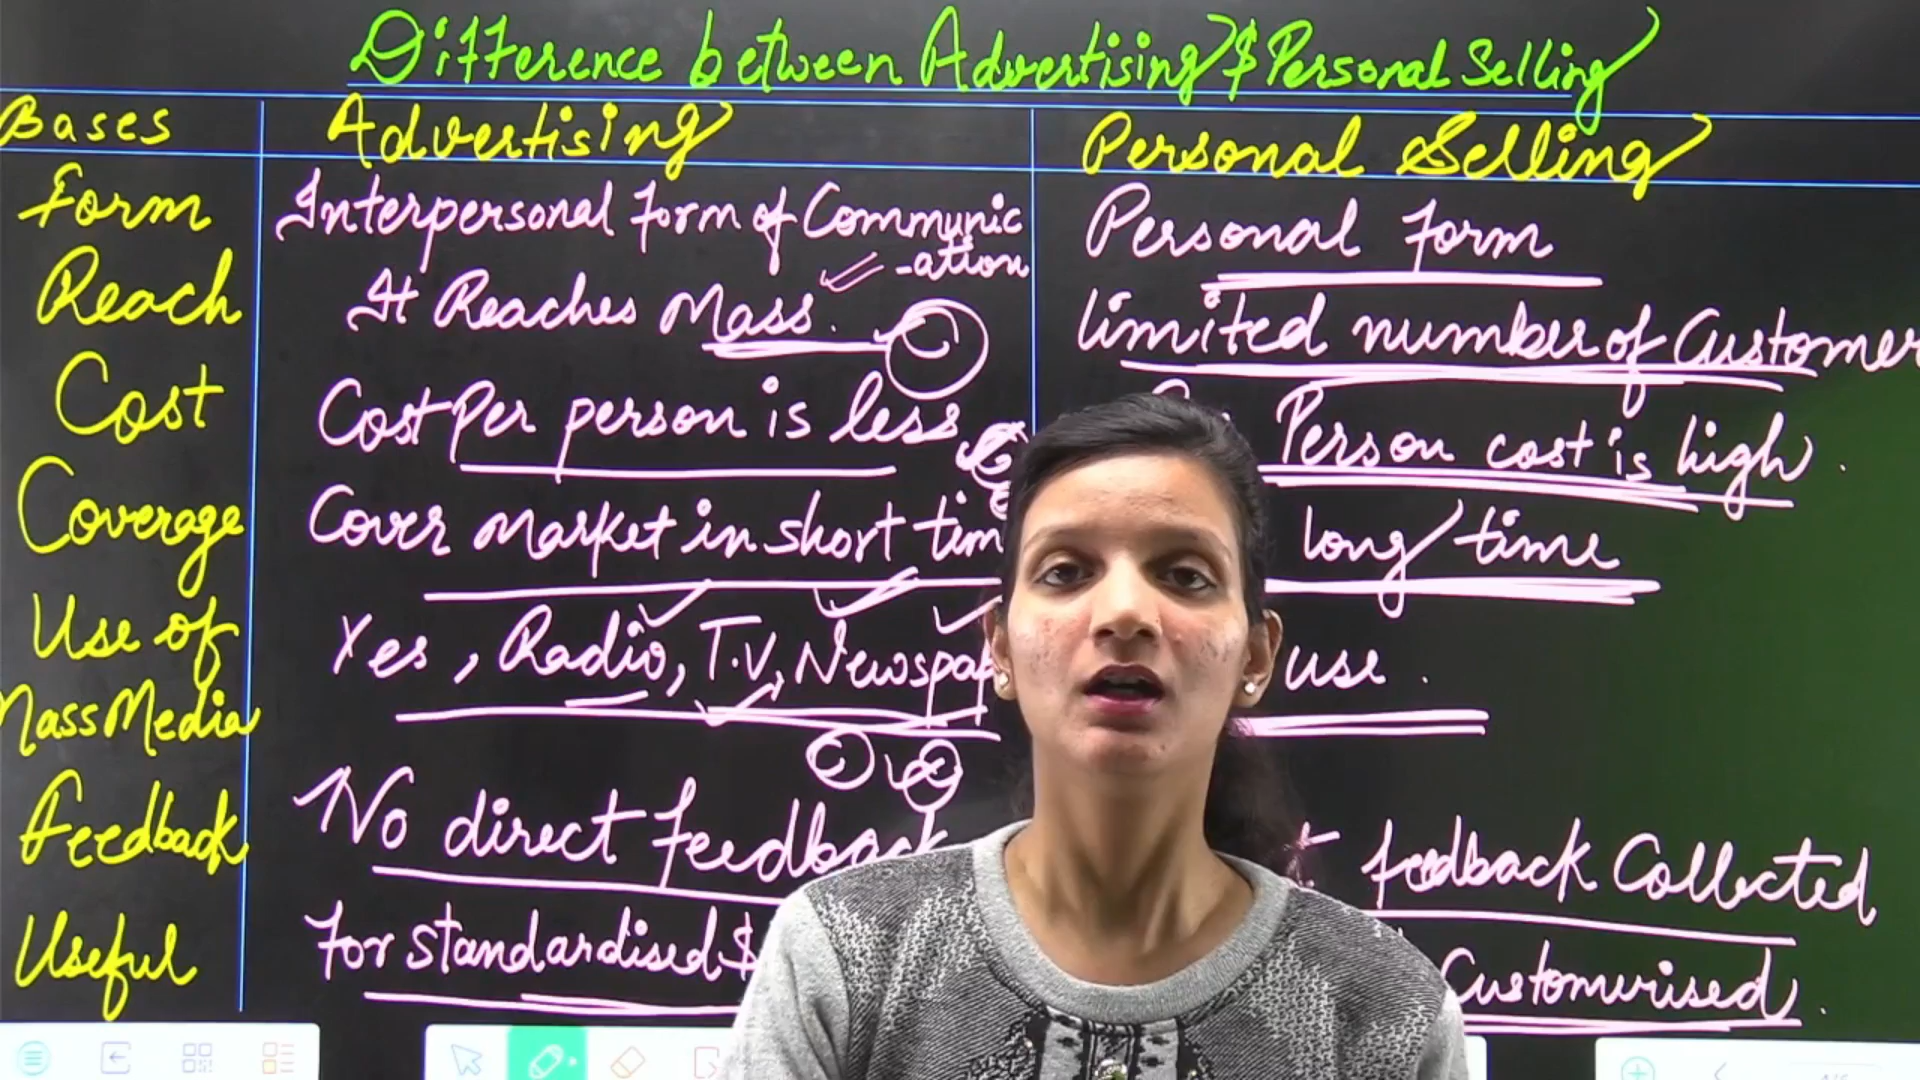 Difference between Advertising & Personal Selling
Bases Advertising Personal Selling
Form Interpersonal Form of Communic
-ation Personal Form
Reach It Reaches Mass. limited number of Customer
Cost Cost Per person is less Person cost is high.
Coverage Cover market in short tim long time
Use of
Mass Media Yes, Radio, T.V, Newspap use.
Feedback No direct feedback feedback Collected
Useful For standardised & Customerised.